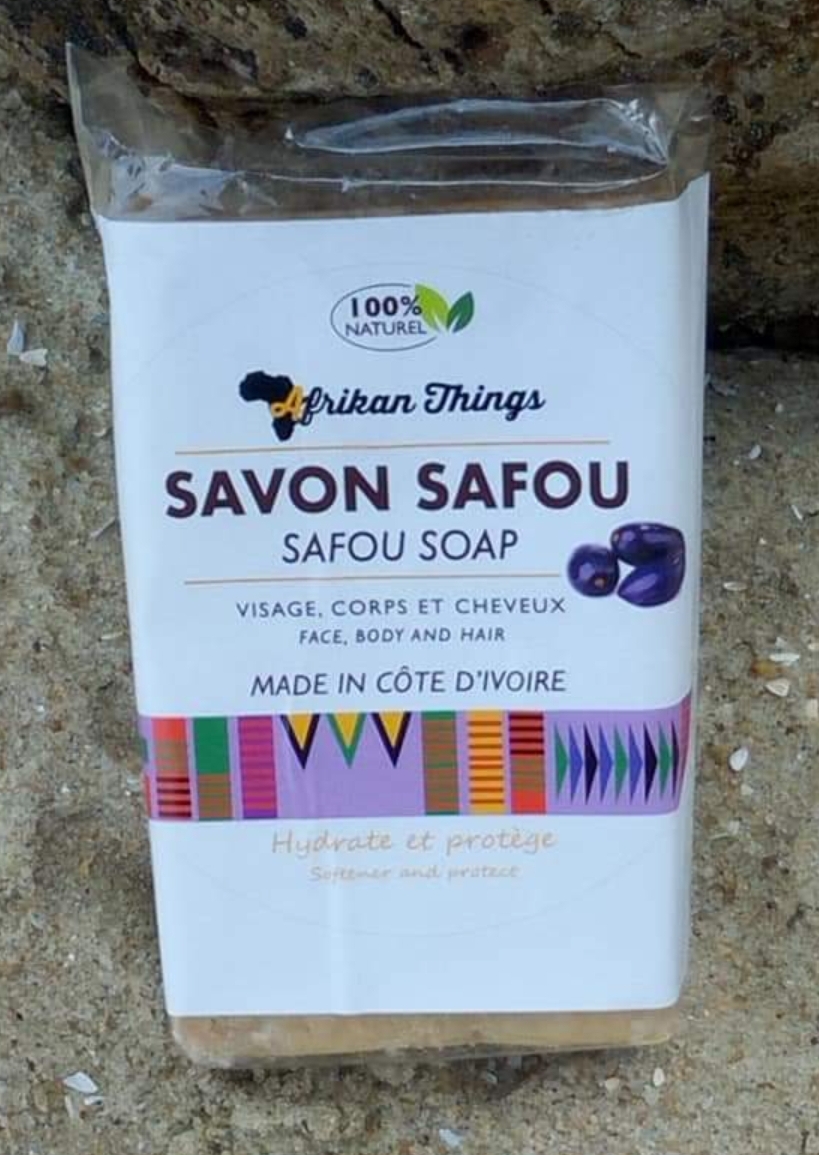 100%
NATUREL
Afrikan Things
SAVON SAFOU
SAFOU SOAP
VISAGE, CORPS ET CHEVEUX
FACE, BODY AND HAIR
MADE IN CÔTE D'IVOIRE
Hydrate et protège
Softener and protect